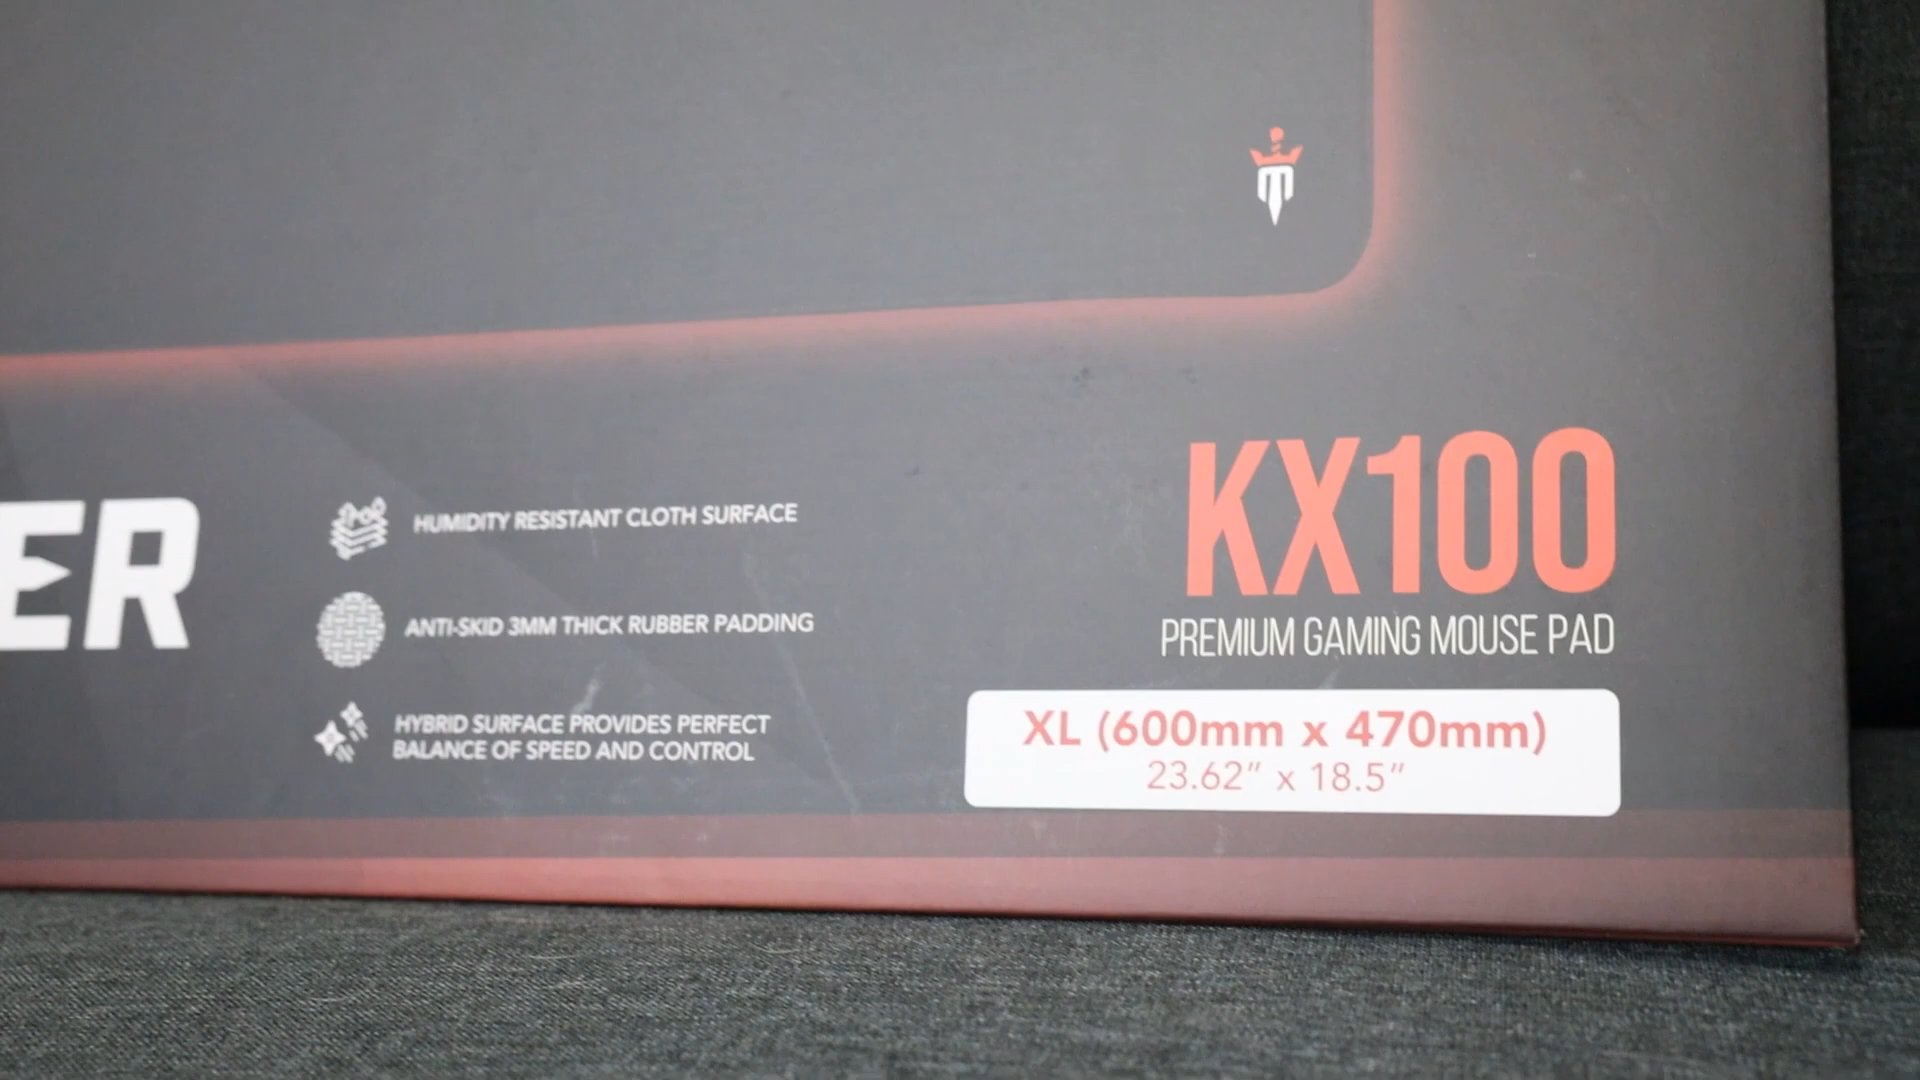 ER
HUMIDITY RESISTANT CLOTH SURFACE
ANTI-SKID 3MM THICK RUBBER PADDING
HYBRID SURFACE PROVIDES PERFECT
BALANCE OF SPEED AND CONTROL
KX100
PREMIUM GAMING MOUSE PAD
XL (600mm x 470mm)
23.62” x 18.5”